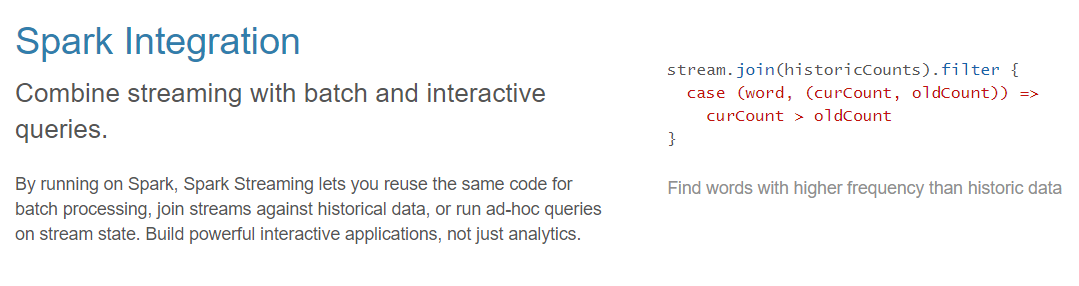 Spark Integration
Combine streaming with batch and interactive
queries.
By running on Spark, Spark Streaming lets you reuse the same code for
batch processing, join streams against historical data, or run ad-hoc queries
on stream state. Build powerful interactive applications, not just analytics.
stream.join(historicCounts).filter {
  case (word, (curCount, oldCount)) =>
    curCount > oldCount
}
Find words with higher frequency than historic data